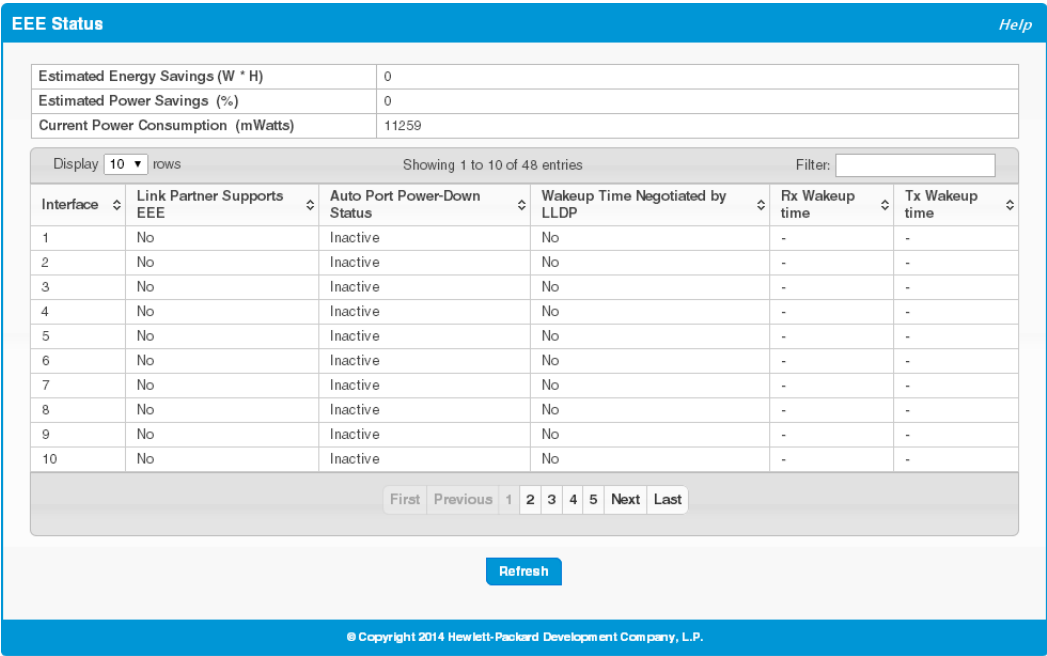 EEE Status Help
Estimated Energy Savings (W * H) 0
Estimated Power Savings (%) 0
Current Power Consumption (mWatts) 11259
Display 10 rows Showing 1 to 10 of 48 entries Filter:
Interface Link Partner Supports EEE Auto Port Power-Down Status Wakeup Time Negotiated by LLDP Rx Wakeup time Tx Wakeup time
1 No Inactive No - -
2 No Inactive No - -
3 No Inactive No - -
4 No Inactive No - -
5 No Inactive No - -
6 No Inactive No - -
7 No Inactive No - -
8 No Inactive No - -
9 No Inactive No - -
10 No Inactive No - -
First Previous 1 2 3 4 5 Next Last
Refresh
© Copyright 2014 Hewlett-Packard Development Company, L.P.